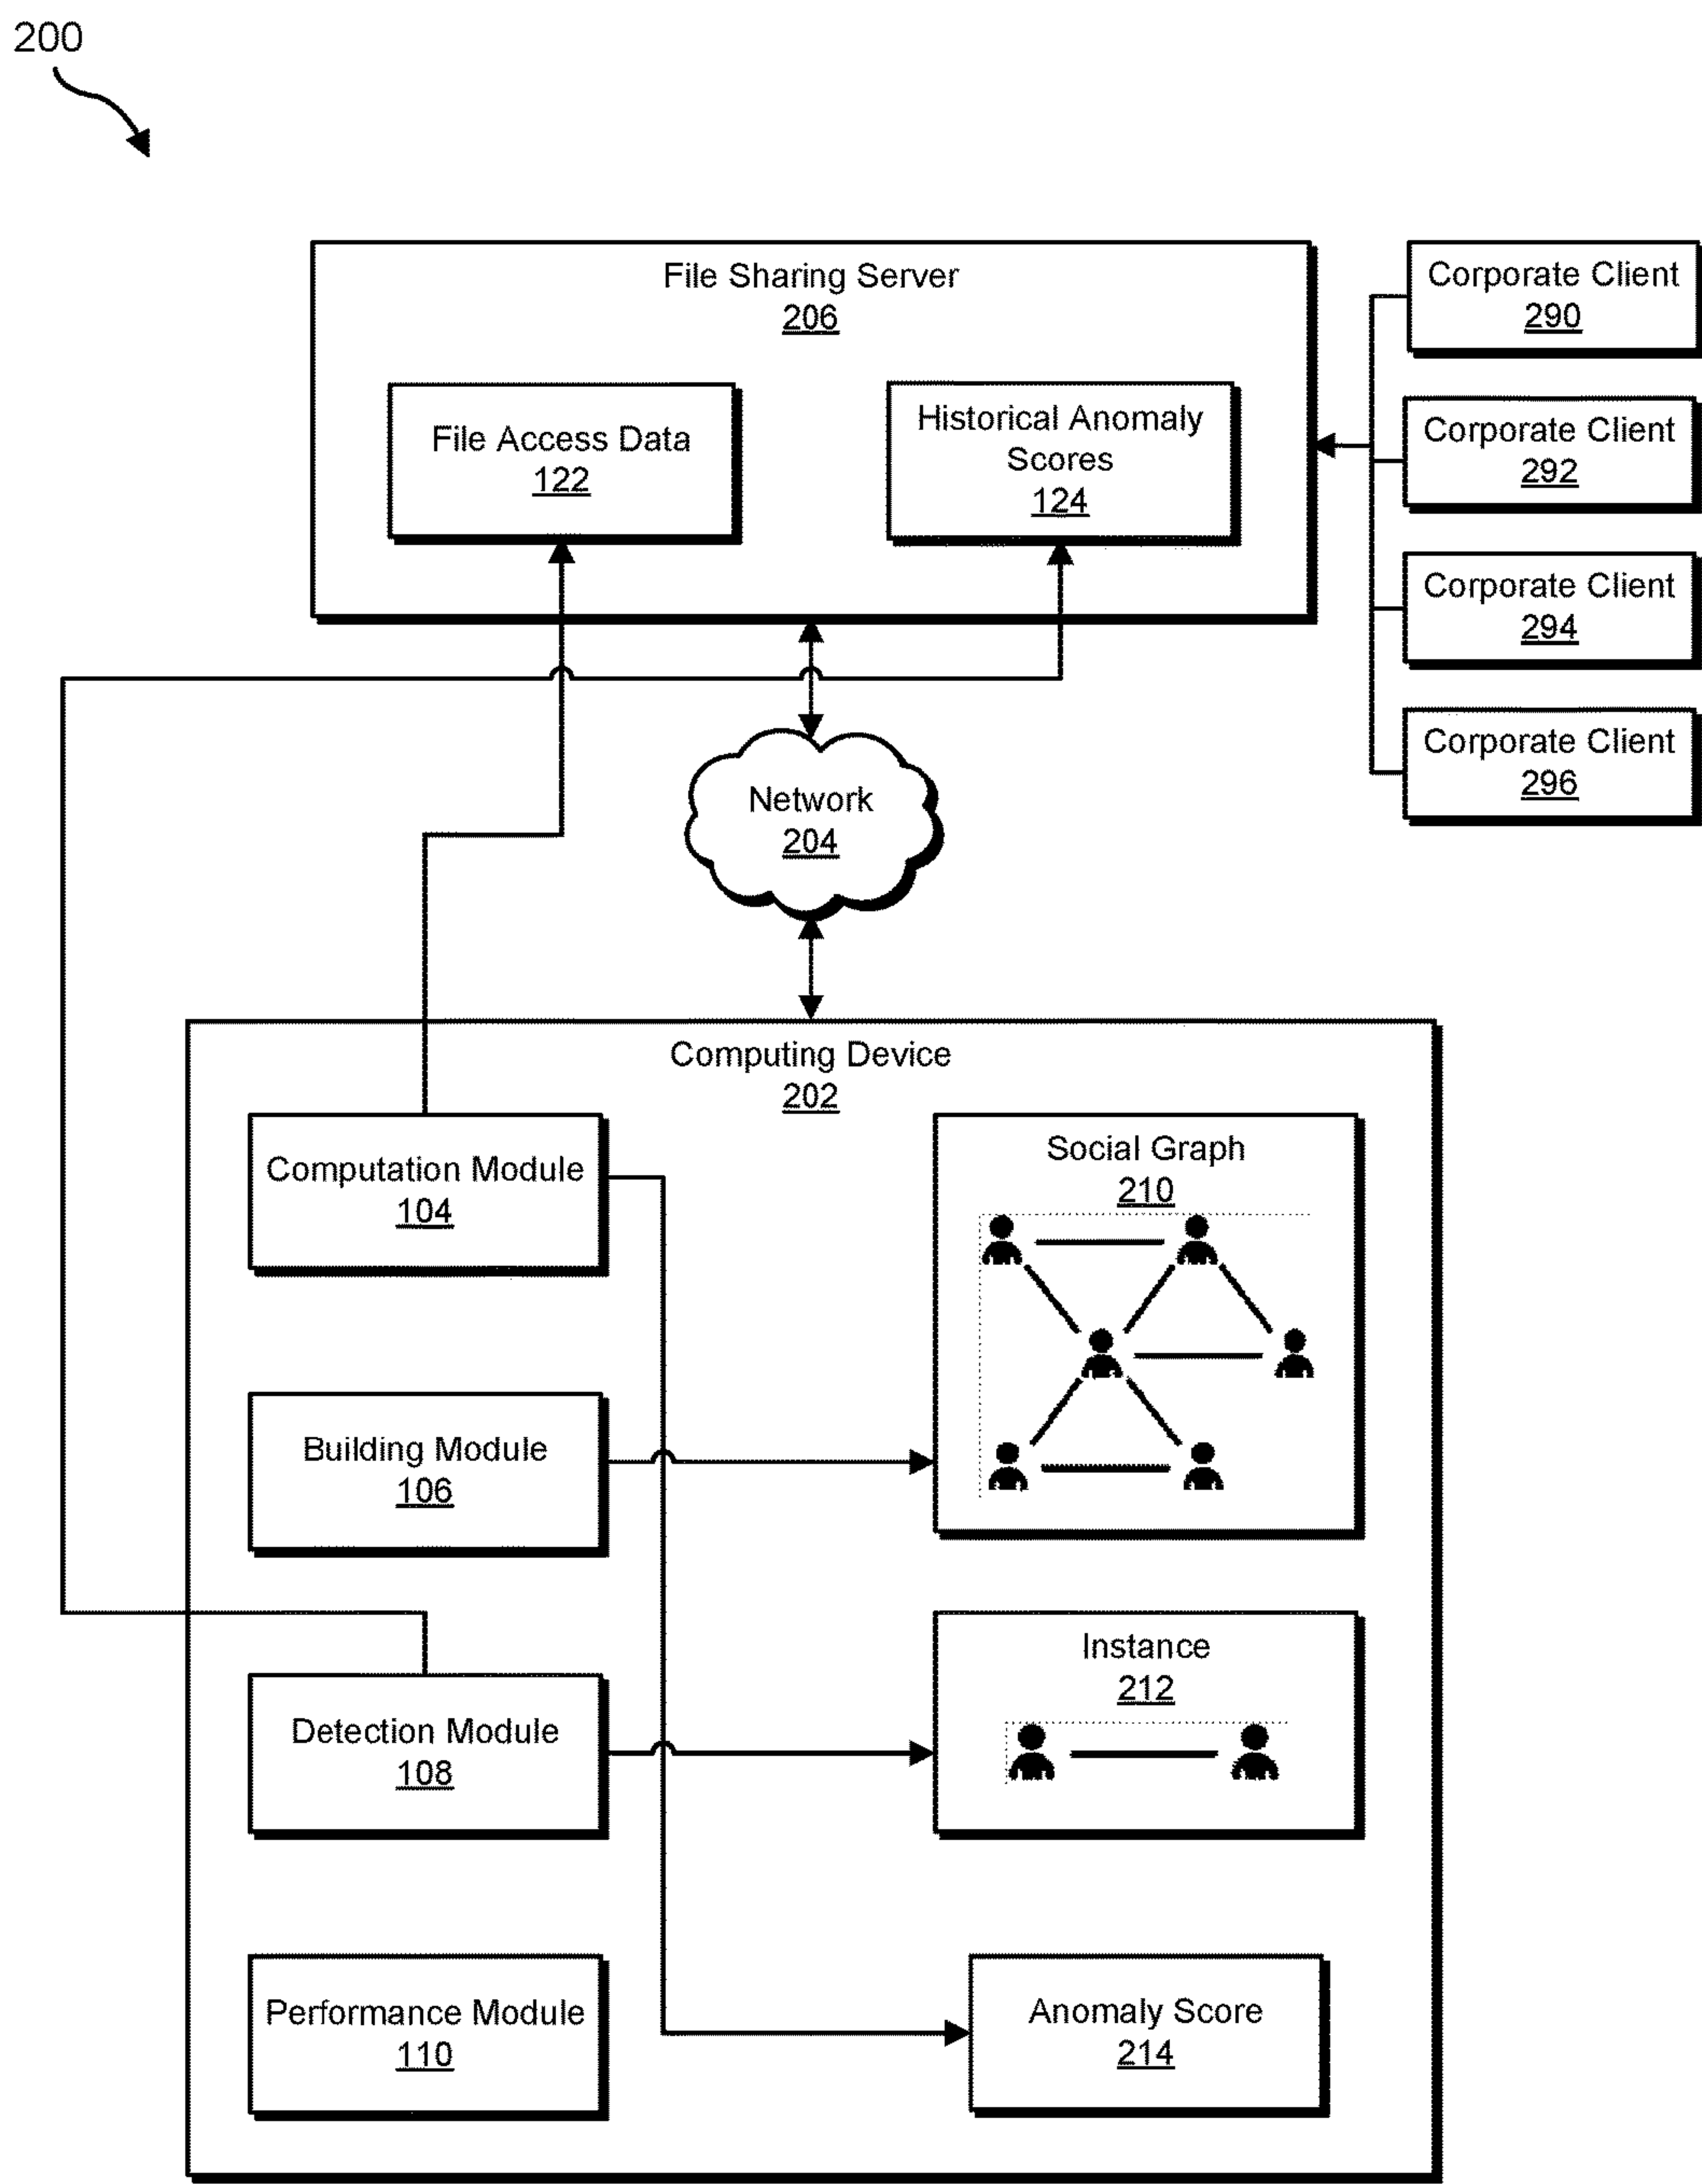 200
File Sharing Server
206
File Access Data
122
Historical Anomaly
Scores
124
Corporate Client
290
Corporate Client
292
Corporate Client
294
Corporate Client
296
Network
204
Computing Device
202
Computation Module
104
Social Graph
210
Building Module
106
Instance
212
Detection Module
108
Performance Module
110
Anomaly Score
214